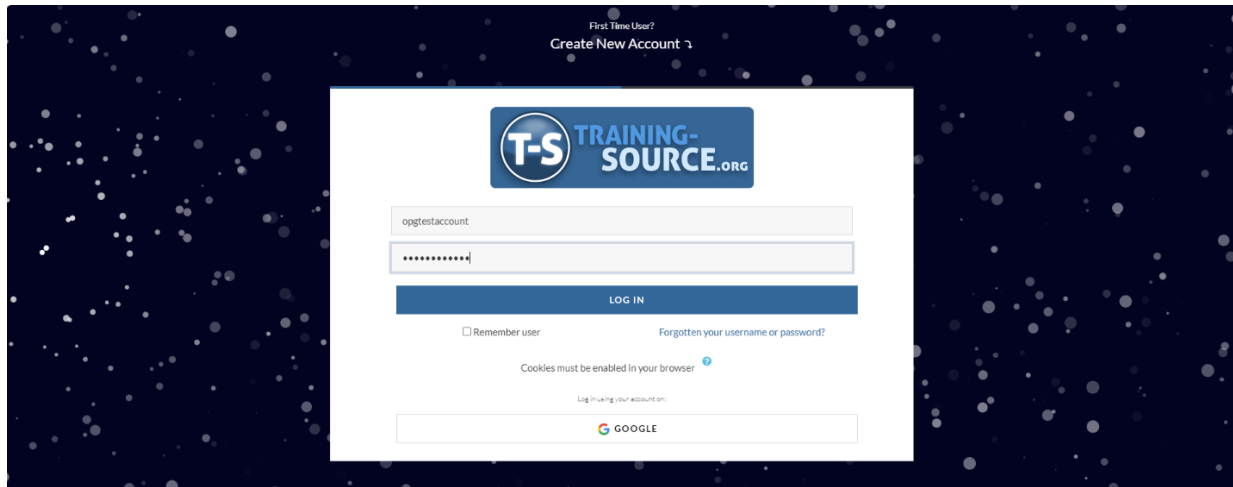 First Time User?
Create New Account
T-S TRAINING-
SOURCE.ORG
opgtestaccount
••••••••••••
LOG IN
Remember user
Forgotten your username or password?
Cookies must be enabled in your browser ?
Log in using your account on:
G GOOGLE